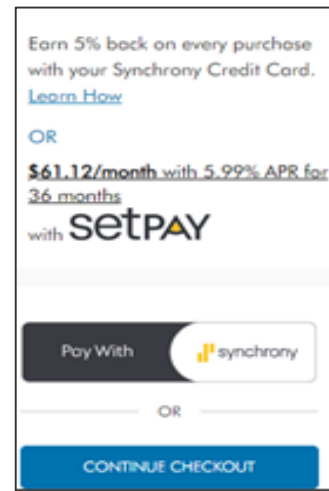 Earn 5% back on every purchase
with your Synchrony Credit Card.
Learn How
OR
$61.12/month with 5.99% APR for
36 months
with setPAY
Pay With synchrony
OR
CONTINUE CHECKOUT